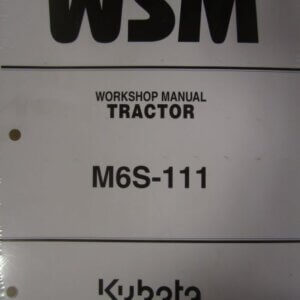 WSM
WORKSHOP MANUAL
TRACTOR
M6S-111
Kubota